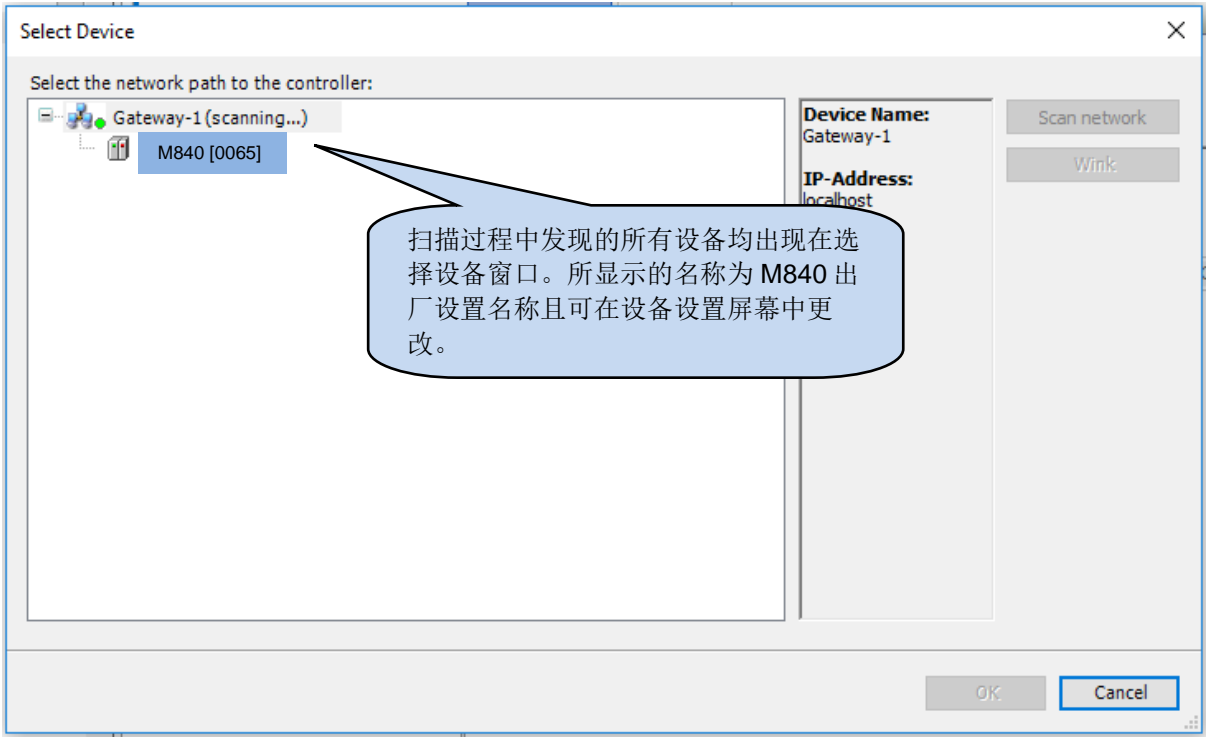 Select Device
Select the network path to the controller:
Gateway-1 (scanning...)
M840 [0065]
Device Name:
Gateway-1
IP-Address:
localhost
Scan network
Wink
扫描过程中发现的所有设备均出现在选
择设备窗口。所显示的名称为 M840 出
厂设置名称且可在设备设置屏幕中更
改。
OK
Cancel